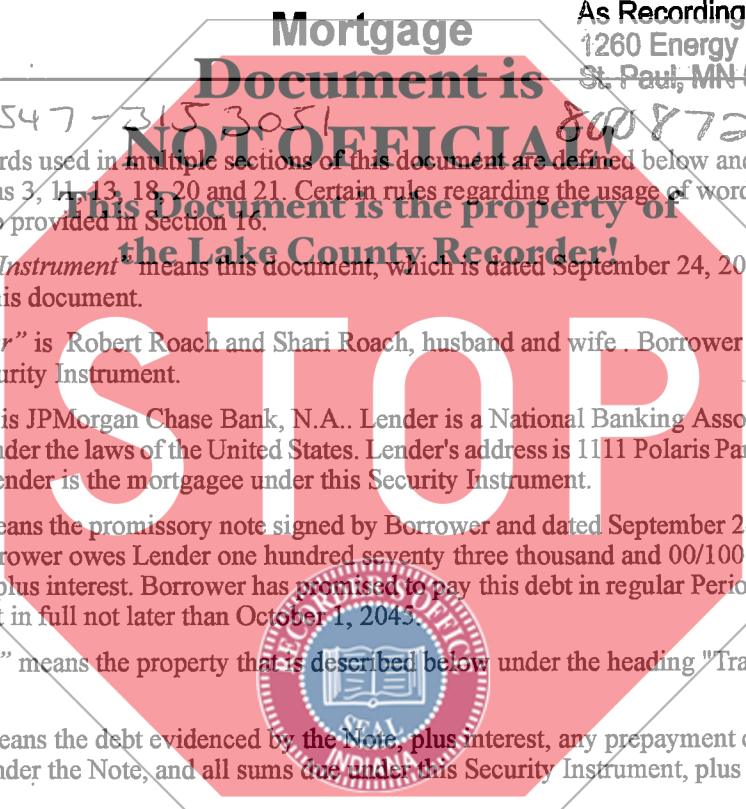 Mortgage
As Recording
1260 Energy
St. Paul, MN
Document is
547-3153051
800872
NOT OFFICIAL!
rds used in multiple sections of this document are defined below and
ns 3, 11, 13, 18, 20 and 21. Certain rules regarding the usage of word
This Document is the property of
o provided in Section 16.
the Lake County Recorder!
Instrument" means this document, which is dated September 24, 20
is document.
r" is Robert Roach and Shari Roach, husband and wife . Borrower
urity Instrument.
is JPMorgan Chase Bank, N.A.. Lender is a National Banking Asso
nder the laws of the United States. Lender's address is 1111 Polaris Par
ender is the mortgagee under this Security Instrument.
STOP
eans the promissory note signed by Borrower and dated September 2
rrower owes Lender one hundred seventy three thousand and 00/100
plus interest. Borrower has promised to pay this debt in regular Perio
t in full not later than October 1, 2045.
" means the property that is described below under the heading "Tra
eans the debt evidenced by the Note, plus interest, any prepayment c
nder the Note, and all sums due under this Security Instrument, plus
RECORDER'S OFFICE
SEAL
INDIANA